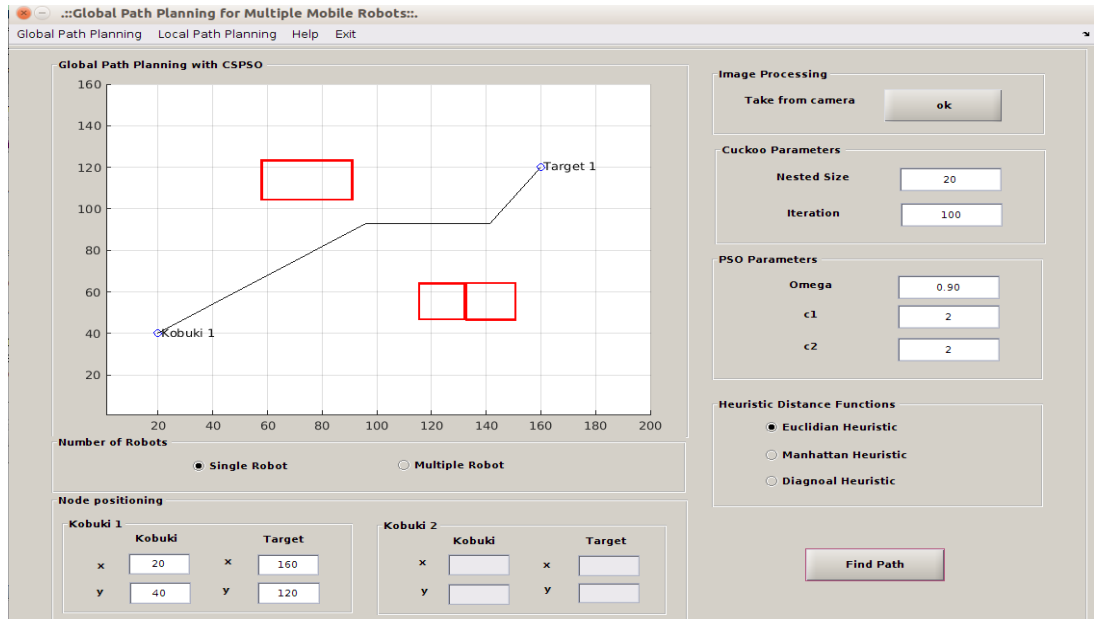 .::Global Path Planning for Multiple Mobile Robots::.
Global Path Planning Local Path Planning Help Exit
Global Path Planning with CSPSO
160
140
120
100
80
60
40
20
20 40 60 80 100 120 140 160 180 200
Target 1
Kobuki 1
Number of Robots
Single Robot Multiple Robot
Node positioning
Kobuki 1
Kobuki Target
x 20 x 160
y 40 y 120
Kobuki 2
Kobuki Target
x x
y y
Image Processing
Take from camera ok
Cuckoo Parameters
Nested Size 20
Iteration 100
PSO Parameters
Omega 0.90
c1 2
c2 2
Heuristic Distance Functions
Euclidian Heuristic
Manhattan Heuristic
Diagnoal Heuristic
Find Path